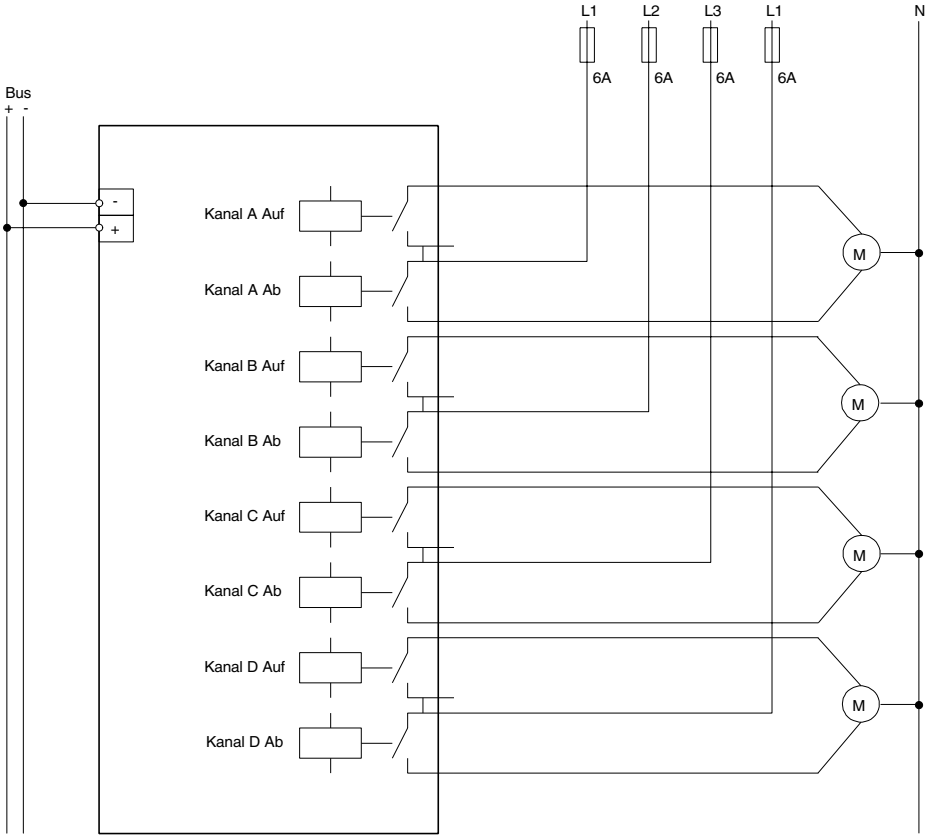 L1 L2 L3 L1 N
6A 6A 6A 6A
Bus
+ -
-
+
Kanal A Auf
M
Kanal A Ab
Kanal B Auf
M
Kanal B Ab
Kanal C Auf
M
Kanal C Ab
Kanal D Auf
M
Kanal D Ab